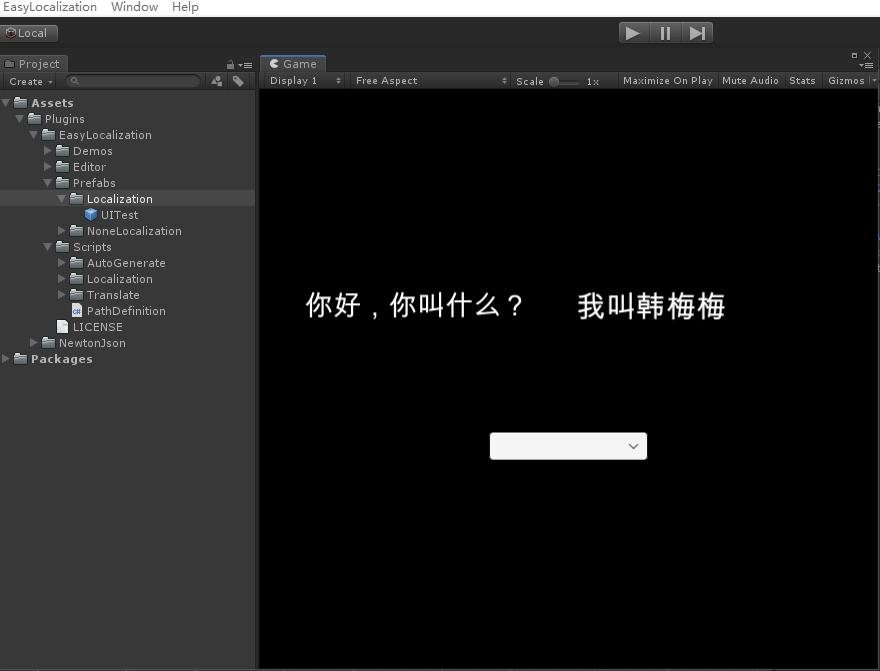 EasyLocalization Window Help
Local
Project
Create
Assets
Plugins
EasyLocalization
Demos
Editor
Prefabs
Localization
UITest
NoneLocalization
Scripts
AutoGenerate
Localization
Translate
PathDefinition
LICENSE
NewtonJson
Packages
Game
Display 1 Free Aspect Scale 1x Maximize On Play Mute Audio Stats Gizmos
你好，你叫什么？ 我叫韩梅梅